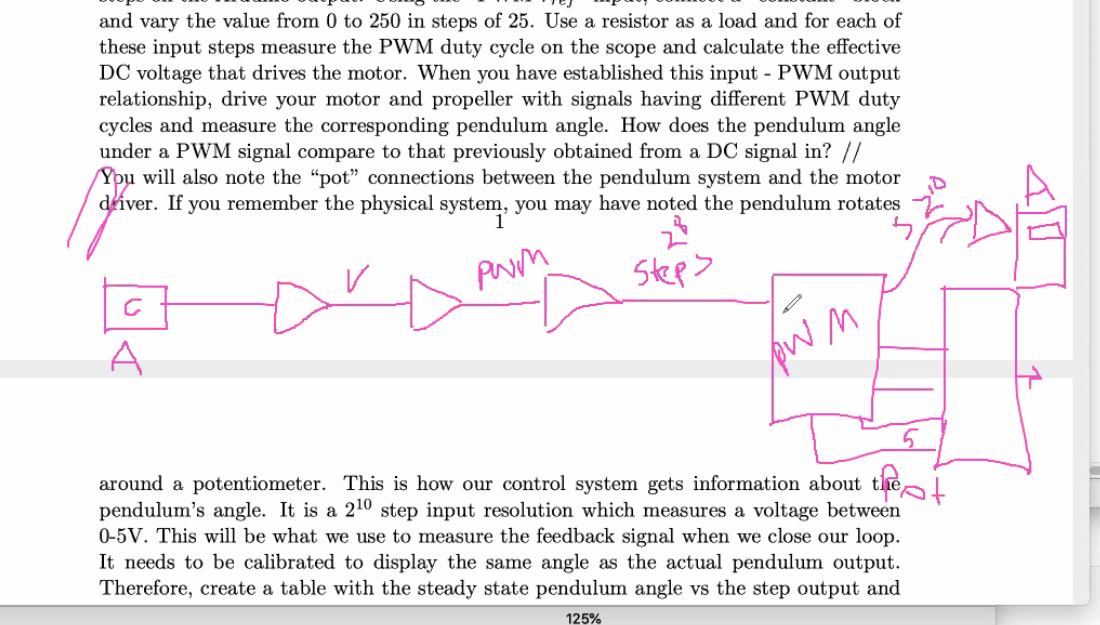 and vary the value from 0 to 250 in steps of 25. Use a resistor as a load and for each of
these input steps measure the PWM duty cycle on the scope and calculate the effective
DC voltage that drives the motor. When you have established this input - PWM output
relationship, drive your motor and propeller with signals having different PWM duty
cycles and measure the corresponding pendulum angle. How does the pendulum angle
under a PWM signal compare to that previously obtained from a DC signal in? //
You will also note the "pot" connections between the pendulum system and the motor
driver. If you remember the physical system, you may have noted the pendulum rotates
1
2^10
A
5
2^8
V
PWM
steps
C
A
PWM
5
Pot
around a potentiometer. This is how our control system gets information about the
pendulum's angle. It is a 2^10 step input resolution which measures a voltage between
0-5V. This will be what we use to measure the feedback signal when we close our loop.
It needs to be calibrated to display the same angle as the actual pendulum output.
Therefore, create a table with the steady state pendulum angle vs the step output and
125%